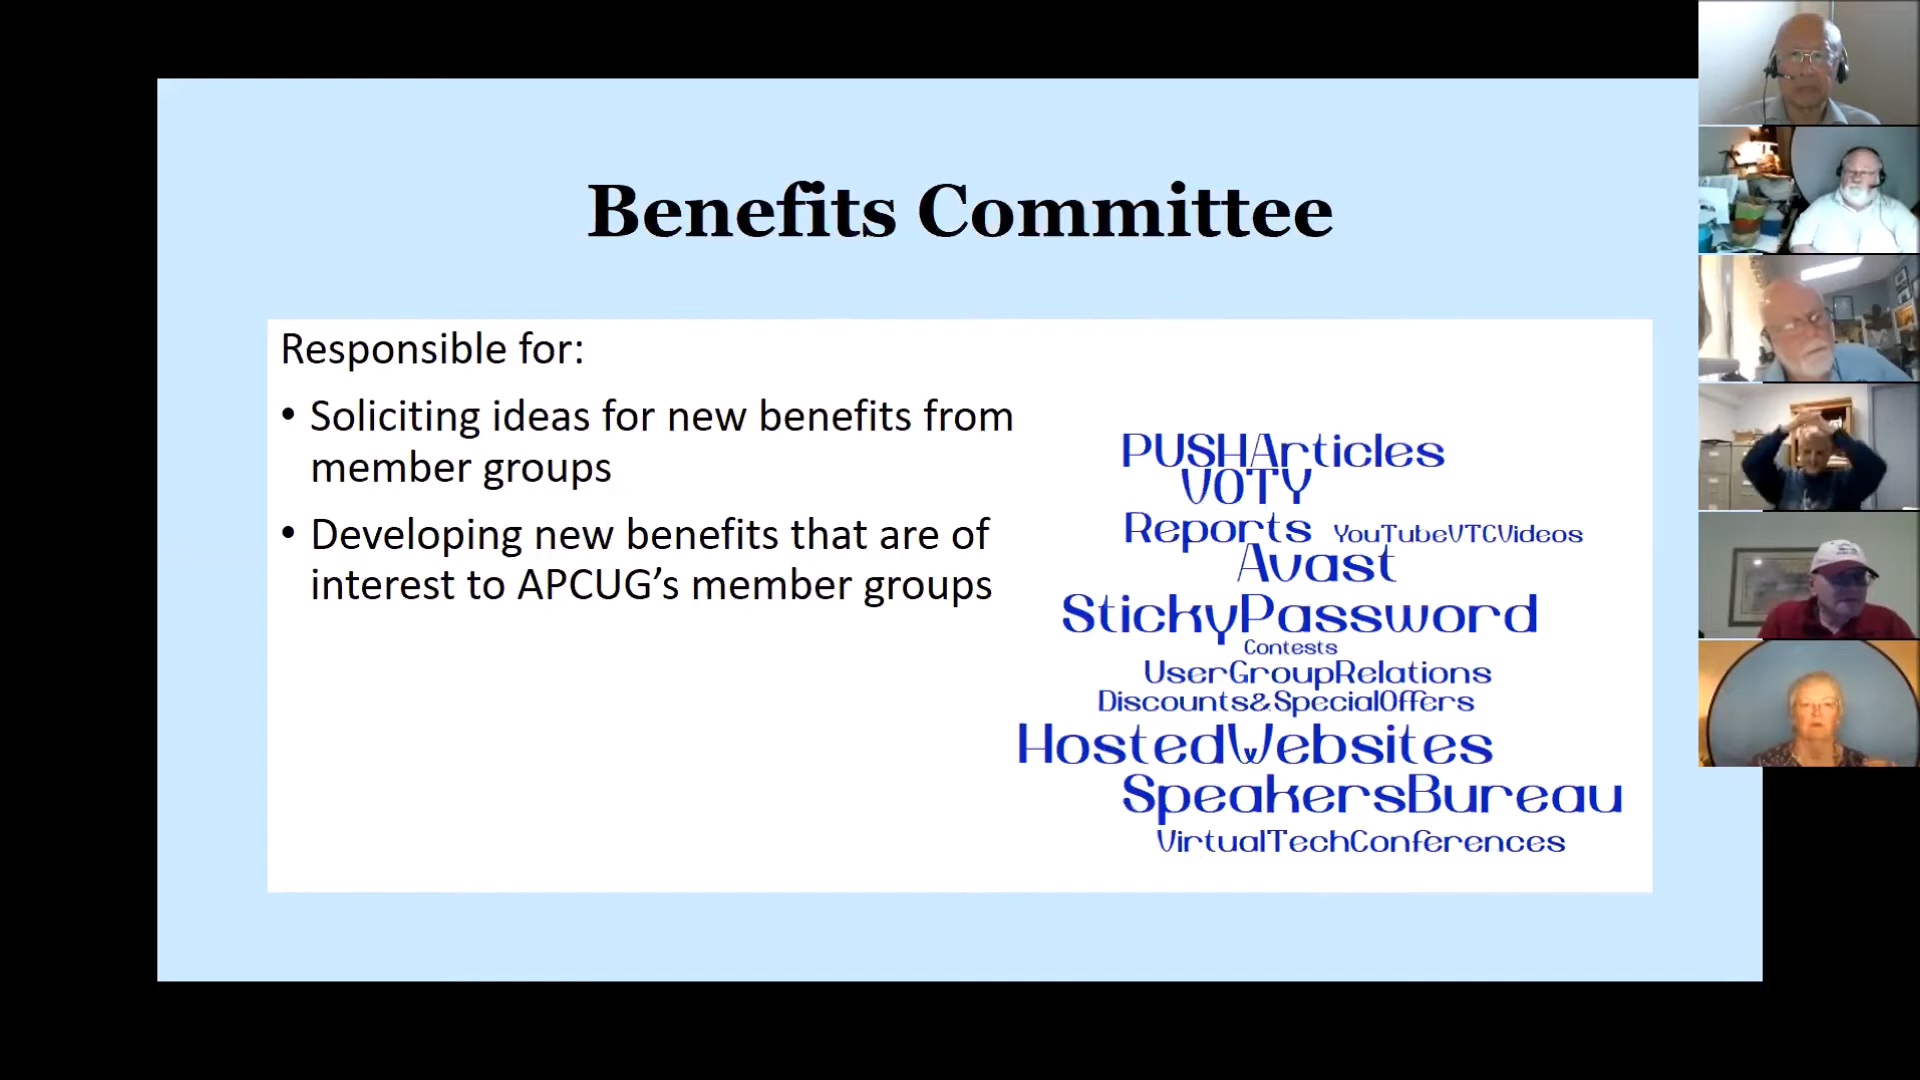 Benefits Committee
Responsible for:
• Soliciting ideas for new benefits from
member groups
• Developing new benefits that are of
interest to APCUG’s member groups
PUSHArticles
VOTY
Reports YouTubeVTCVideos
Avast
StickyPassword
Contests
UserGroupRelations
Discounts&SpecialOffers
HostedWebsites
SpeakersBureau
VirtualTechConferences